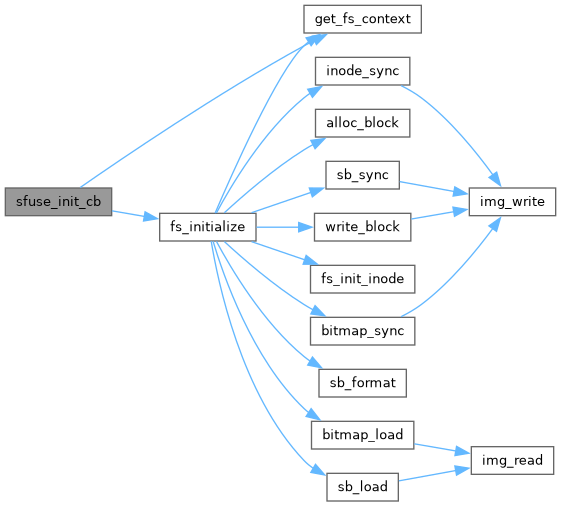 get_fs_context
inode_sync
alloc_block
sb_sync
sfuse_init_cb
img_write
fs_initialize
write_block
fs_init_inode
bitmap_sync
sb_format
bitmap_load
img_read
sb_load